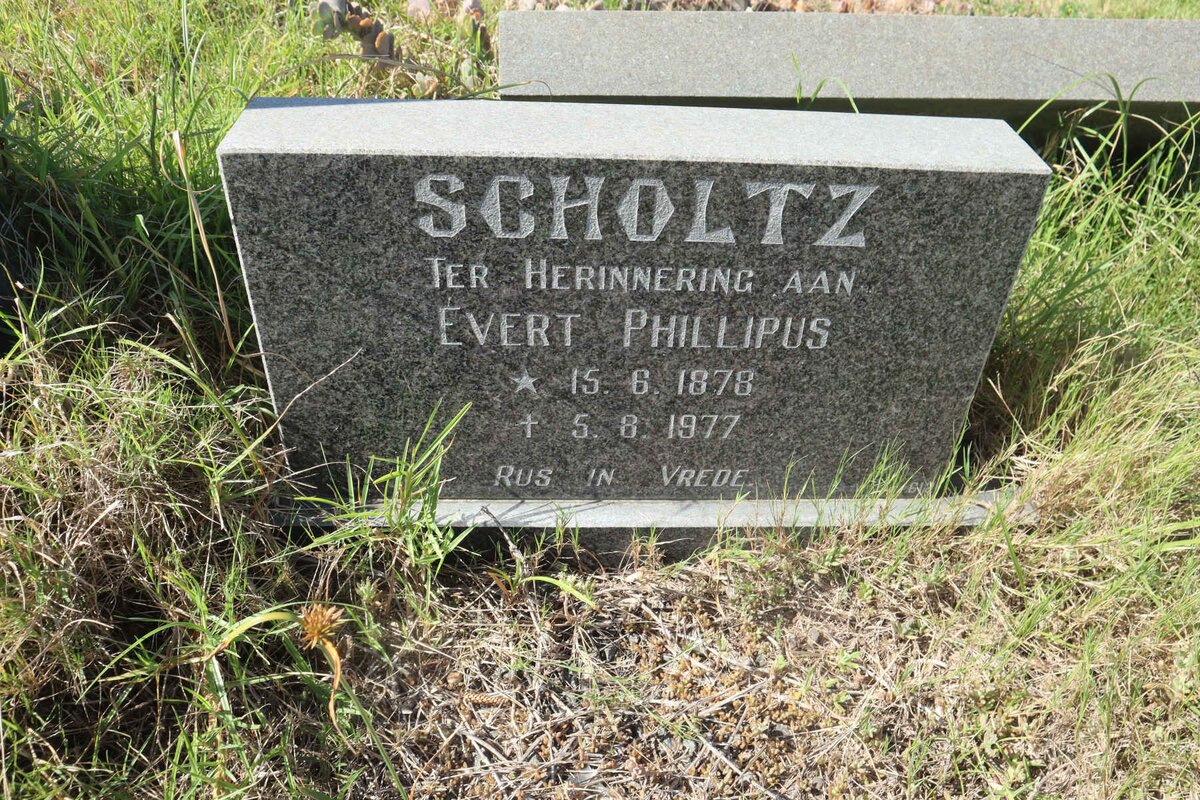 SCHOLTZ
TER HERINNERING AAN
EVERT PHILLIPUS
★ 15. 6. 1878
✝ 5. 8. 1977
RUS IN VREDE